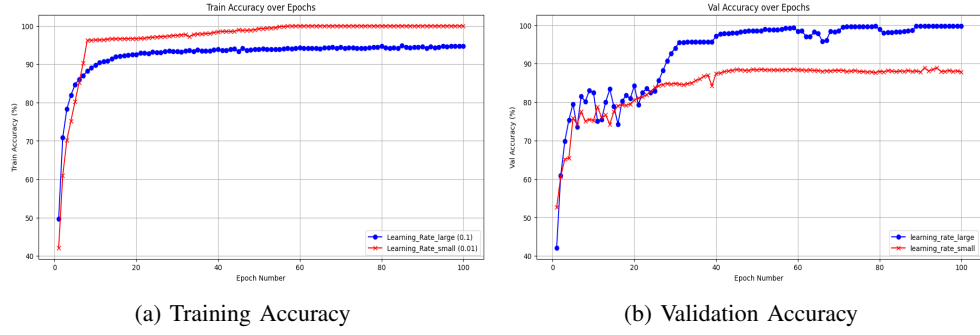 Train Accuracy over Epochs
100
90
80
70
60
50
40
Train Accuracy (%)
0
20
40
60
80
100
Epoch Number
Learning_Rate_large (0.1)
Learning_Rate_small (0.01)
(a) Training Accuracy
Val Accuracy over Epochs
100
90
80
70
60
50
40
Val Accuracy (%)
0
20
40
60
80
100
Epoch Number
learning_rate_large
learning_rate_small
(b) Validation Accuracy